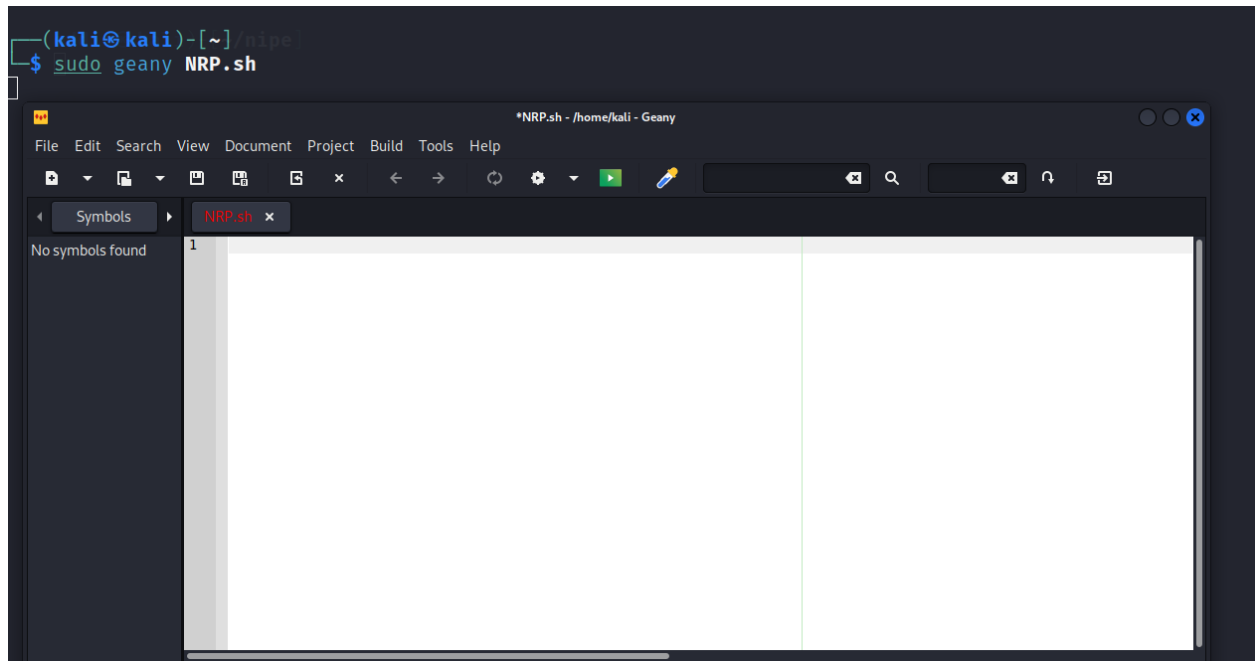 (kali㉿kali)-[~]/nipe
$ sudo geany NRP.sh
*NRP.sh - /home/kali - Geany
File Edit Search View Document Project Build Tools Help
Symbols NRP.sh
No symbols found 1